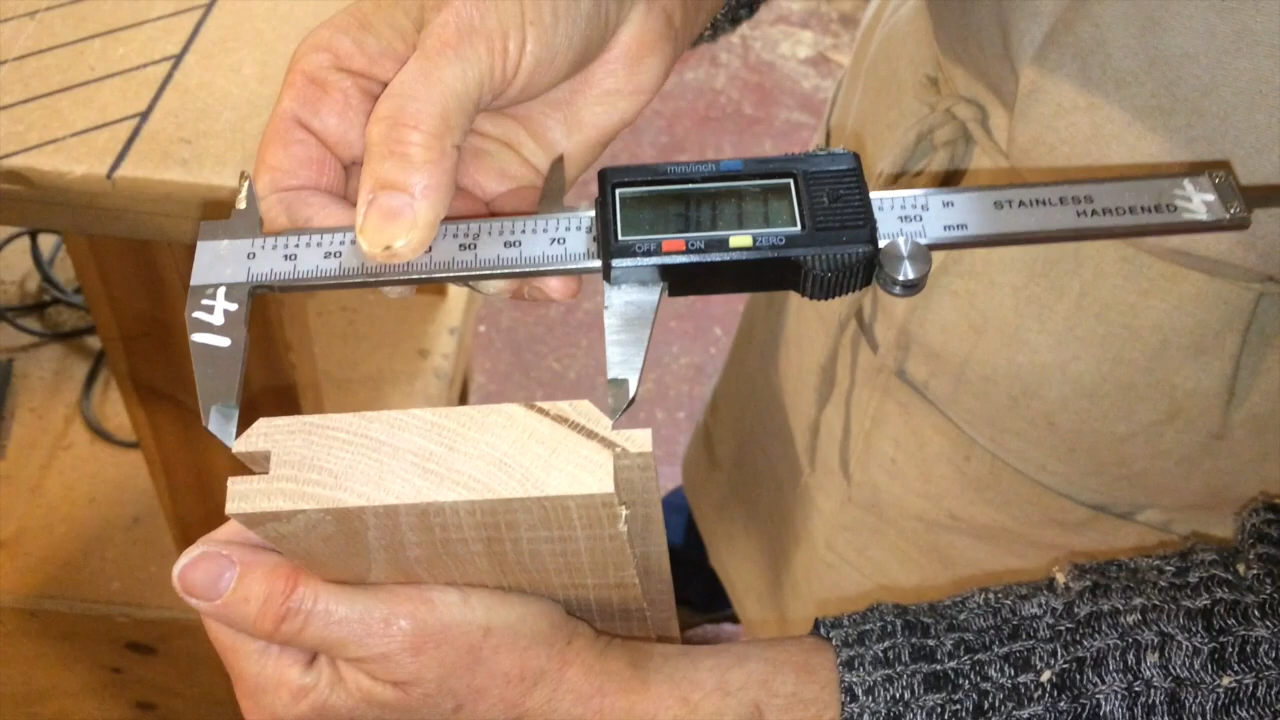 mm/inch
OFF ON ZERO
0 10 20 50 60 70
150
in
mm
STAINLESS
HARDENED
14
14